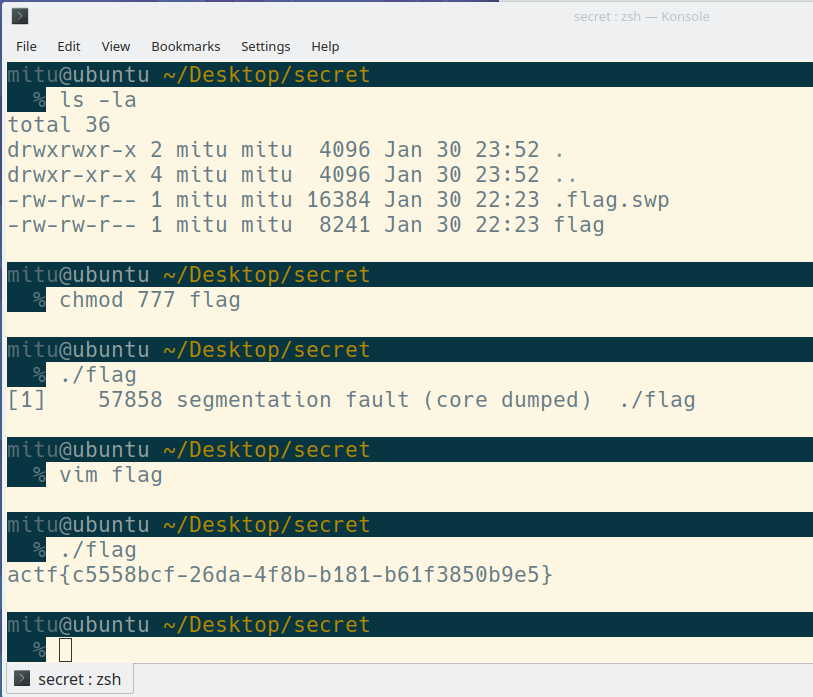 secret : zsh — Konsole
File Edit View Bookmarks Settings Help
mitu@ubuntu ~/Desktop/secret
% ls -la
total 36
drwxrwxr-x 2 mitu mitu  4096 Jan 30 23:52 .
drwxr-xr-x 4 mitu mitu  4096 Jan 30 23:52 ..
-rw-rw-r-- 1 mitu mitu 16384 Jan 30 22:23 .flag.swp
-rw-rw-r-- 1 mitu mitu  8241 Jan 30 22:23 flag
mitu@ubuntu ~/Desktop/secret
% chmod 777 flag
mitu@ubuntu ~/Desktop/secret
% ./flag
[1]    57858 segmentation fault (core dumped)  ./flag
mitu@ubuntu ~/Desktop/secret
% vim flag
mitu@ubuntu ~/Desktop/secret
% ./flag
actf{c5558bcf-26da-4f8b-b181-b61f3850b9e5}
mitu@ubuntu ~/Desktop/secret
%
secret : zsh